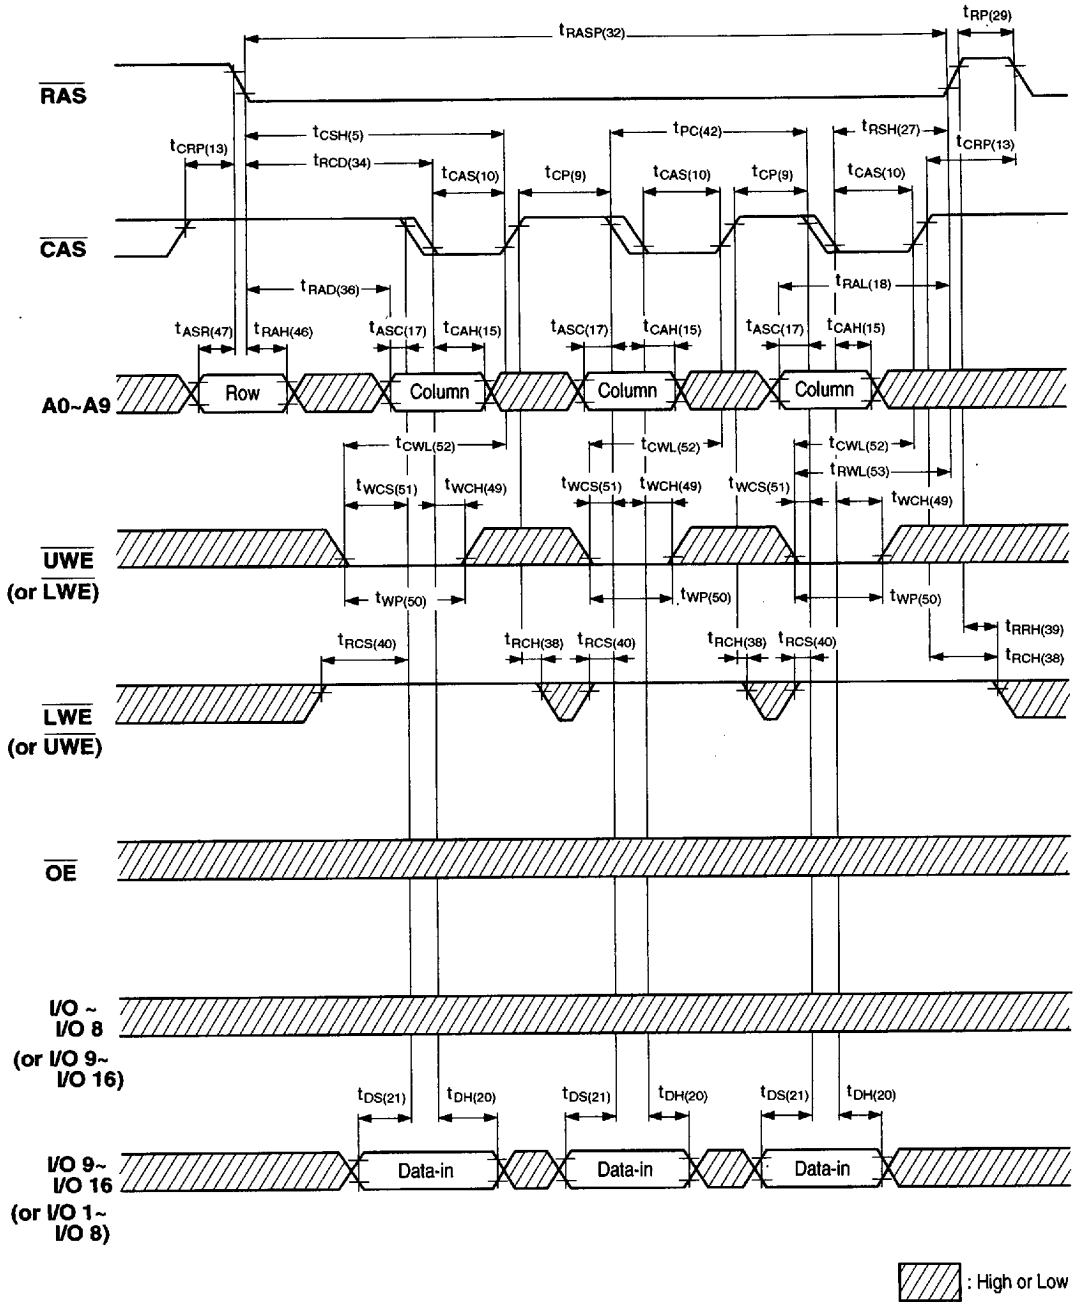 tRASP(32)
tRP(29)
RAS
tCSH(5)
tPC(42)
tRSH(27)
tCRP(13)
tRCD(34)
tCRP(13)
tCAS(10)
tCP(9)
tCAS(10)
tCP(9)
tCAS(10)
CAS
tRAD(36)
tRAL(18)
tASR(47)
tRAH(46)
tASC(17)
tCAH(15)
tASC(17)
tCAH(15)
tASC(17)
tCAH(15)
A0~A9
Row
Column
Column
Column
tCWL(52)
tCWL(52)
tCWL(52)
tRWL(53)
tWCS(51)
tWCH(49)
tWCS(51)
tWCH(49)
tWCS(51)
tWCH(49)
UWE
(or LWE)
tWP(50)
tWP(50)
tWP(50)
tRCS(40)
tRCH(38)
tRCS(40)
tRCH(38)
tRCS(40)
tRRH(39)
tRCH(38)
LWE
(or UWE)
OE
I/O ~
I/O 8
(or I/O 9~
I/O 16)
tDS(21)
tDH(20)
tDS(21)
tDH(20)
tDS(21)
tDH(20)
I/O 9~
I/O 16
Data-in
Data-in
Data-in
(or I/O 1~
I/O 8)
: High or Low